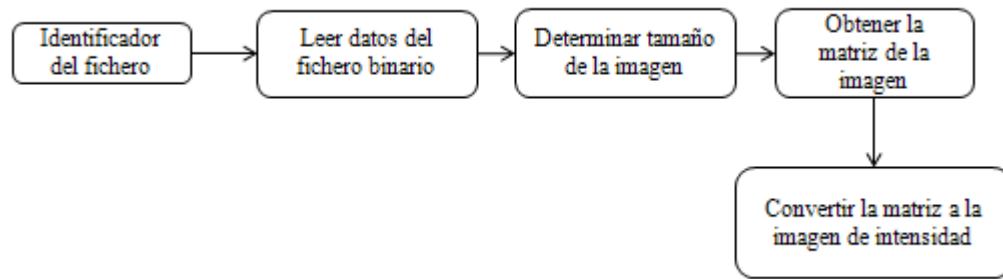 Identificador
del fichero
Leer datos del
fichero binario
Determinar tamaño
de la imagen
Obtener la
matriz de la
imagen
Convertir la matriz a la
imagen de intensidad